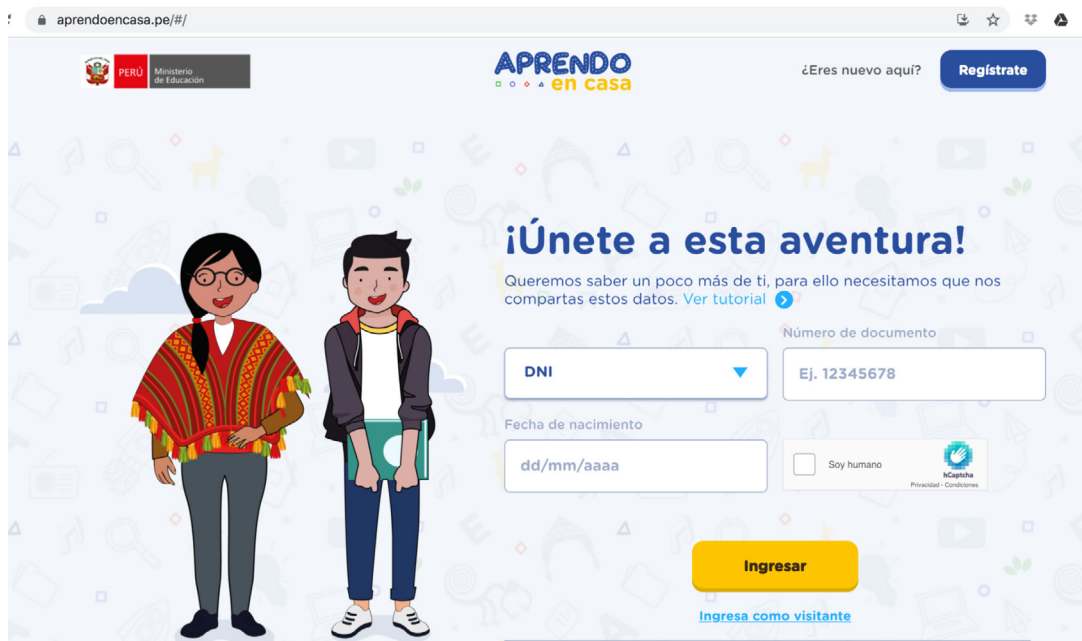 aprendoencasa.pe/#/
PERÚ
Ministerio
de Educación
APRENDO
en casa
¿Eres nuevo aquí?
Regístrate
¡Únete a esta aventura!
Queremos saber un poco más de ti, para ello necesitamos que nos
compartas estos datos. Ver tutorial
DNI
Número de documento
Ej. 12345678
Fecha de nacimiento
dd/mm/aaaa
Soy humano
hCaptcha
Privacidad - Condiciones
Ingresar
Ingresa como visitante